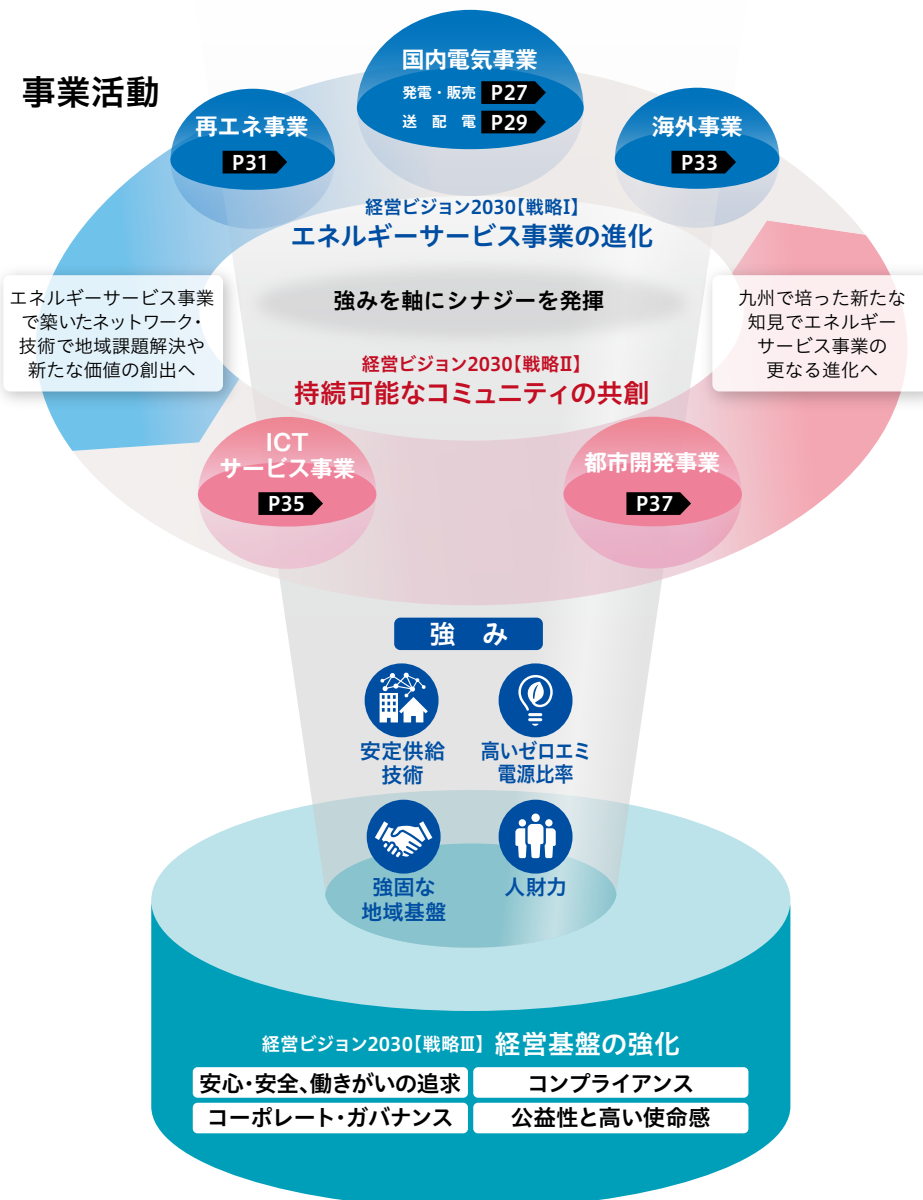 事業活動
国内電気事業
発電・販売 P27
送配電 P29
再エネ事業
P31
海外事業
P33
経営ビジョン2030【戦略Ⅰ】
エネルギーサービス事業の進化
エネルギーサービス事業
で築いたネットワーク・
技術で地域課題解決や
新たな価値の創出へ
強みを軸にシナジーを発揮
九州で培った新たな
知見でエネルギー
サービス事業の
更なる進化へ
経営ビジョン2030【戦略Ⅱ】
持続可能なコミュニティの共創
ICT
サービス事業
P35
都市開発事業
P37
強み
安定供給
技術
高いゼロエミ
電源比率
強固な
地域基盤
人財力
経営ビジョン2030【戦略Ⅲ】 経営基盤の強化
安心・安全、働きがいの追求
コンプライアンス
コーポレート・ガバナンス
公益性と高い使命感